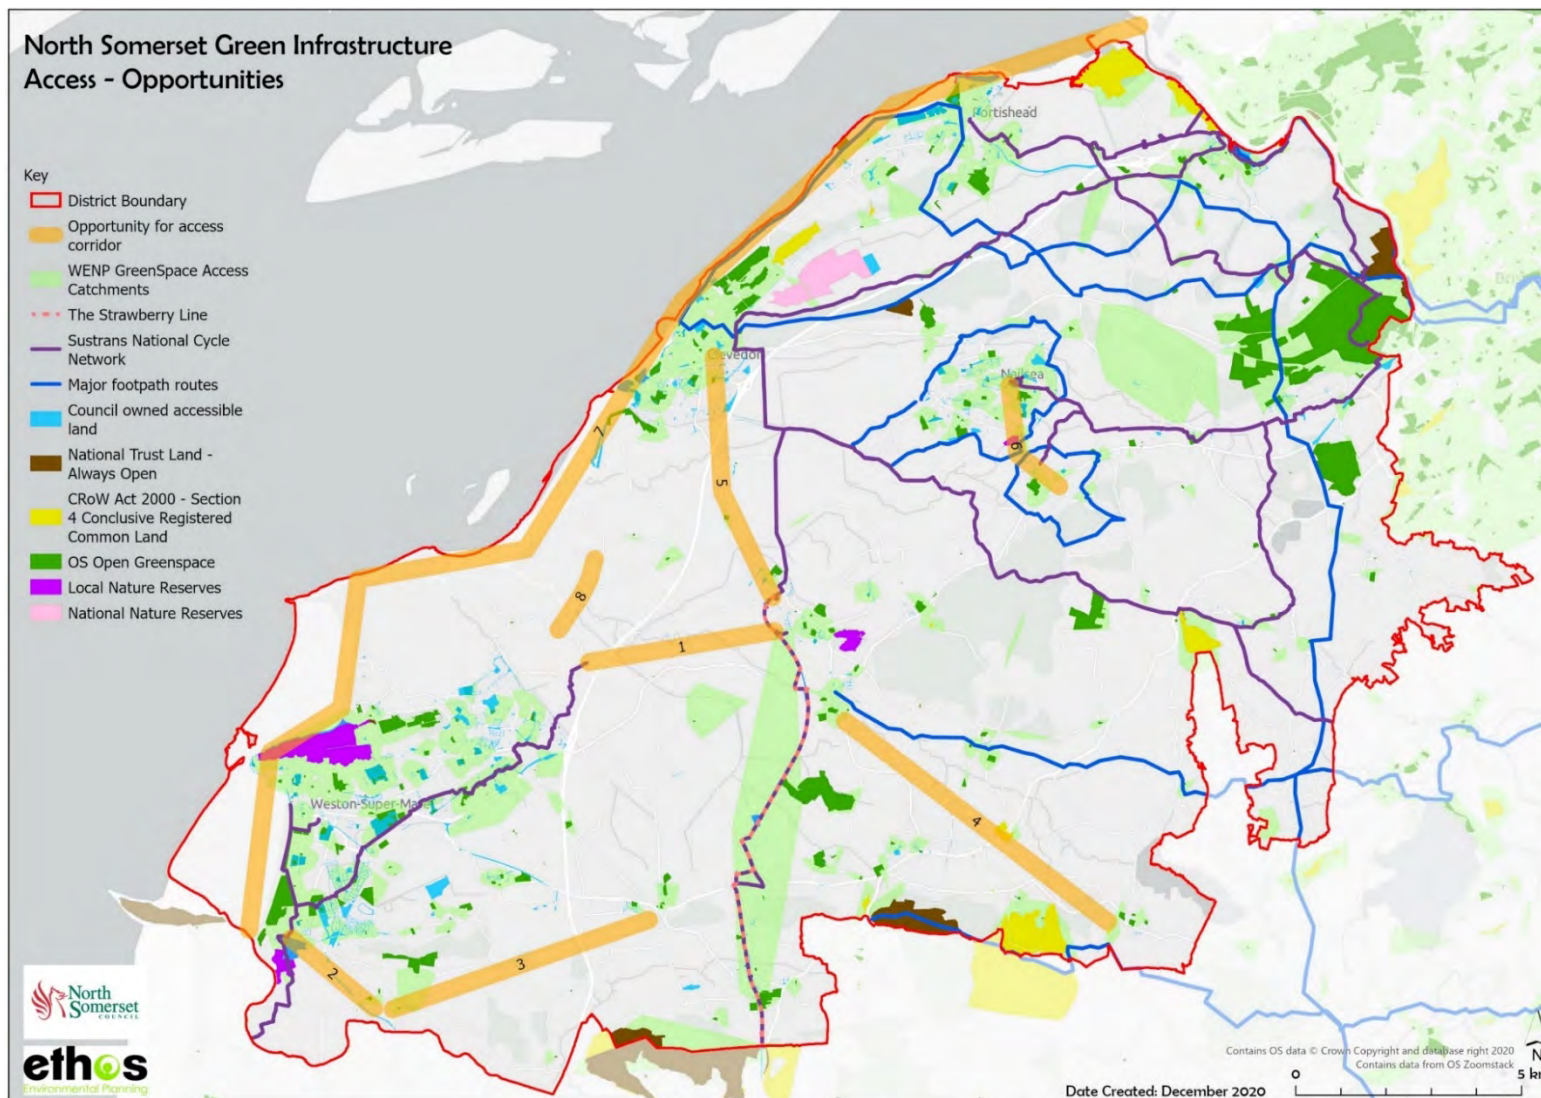 North Somerset Green Infrastructure
Access - Opportunities
Key
District Boundary
Opportunity for access
corridor
WENP GreenSpace Access
Catchments
The Strawberry Line
Sustrans National Cycle
Network
Major footpath routes
Council owned accessible
land
National Trust Land -
Always Open
CRoW Act 2000 - Section
4 Conclusive Registered
Common Land
OS Open Greenspace
Local Nature Reserves
National Nature Reserves
Portishead
Clevedon
Nailsea
7
5
6
8
1
Weston-Super-Mare
4
3
2
North
Somerset
COUNCIL
ethos
Environmental Planning
Contains OS data © Crown Copyright and database right 2020
Contains data from OS Zoomstack
N
Date Created: December 2020
0
5 km